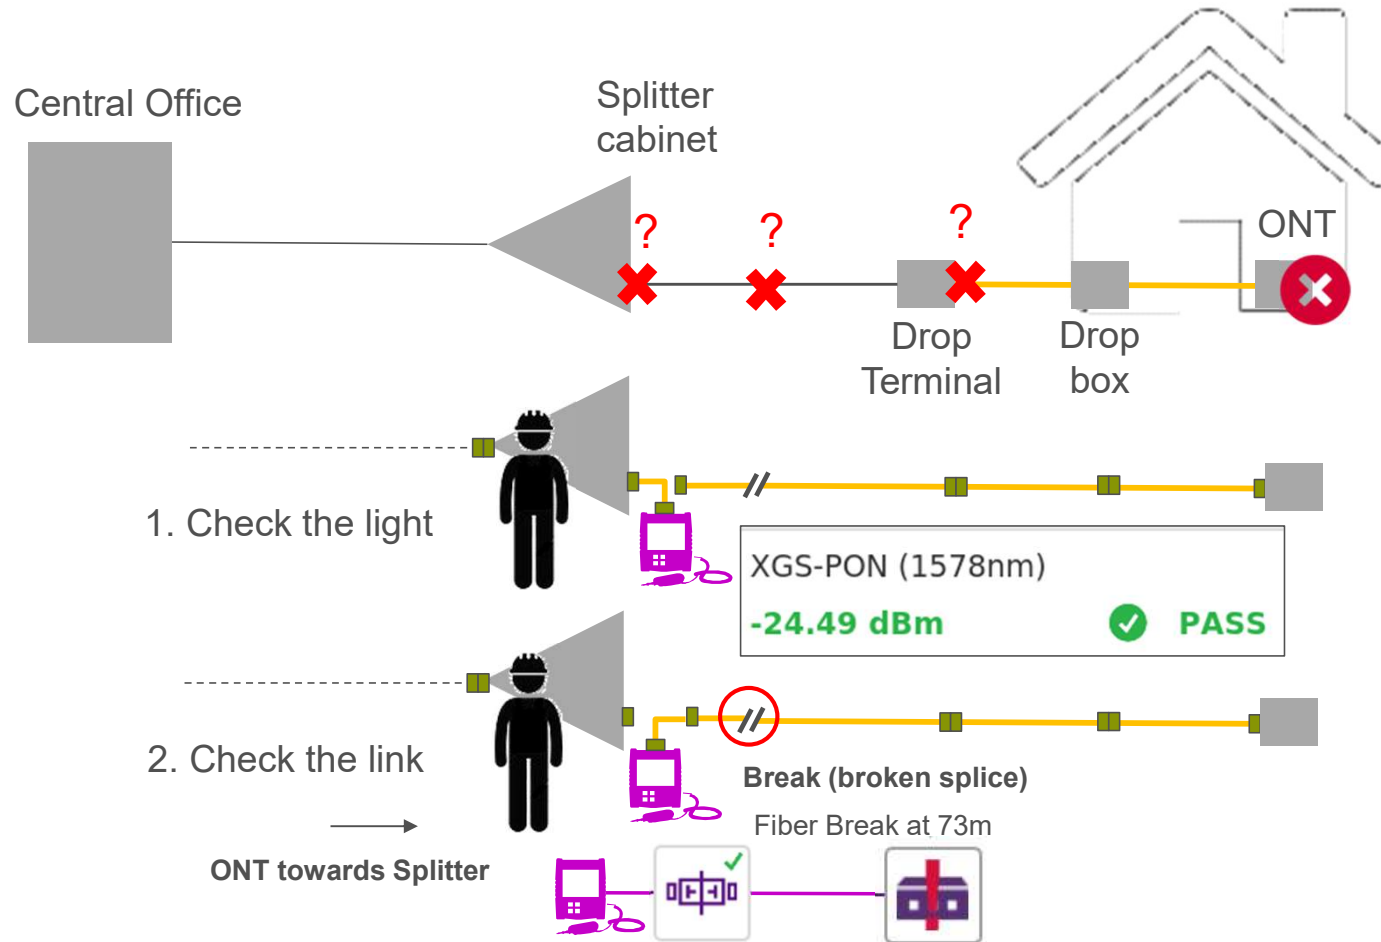 Central Office
Splitter
cabinet
?
?
?
ONT
Drop
Terminal
Drop
box
1. Check the light
XGS-PON (1578nm)
-24.49 dBm
PASS
2. Check the link
Break (broken splice)
Fiber Break at 73m
ONT towards Splitter